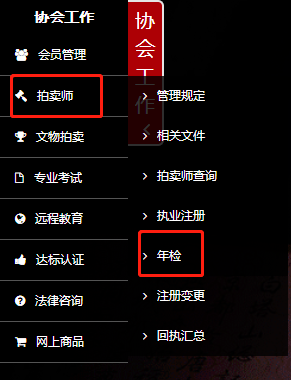 协会工作
会员管理
拍卖师
文物拍卖
专业考试
远程教育
达标认证
法律咨询
网上商品
协会工作
管理规定
相关文件
拍卖师查询
执业注册
年检
注册变更
回执汇总